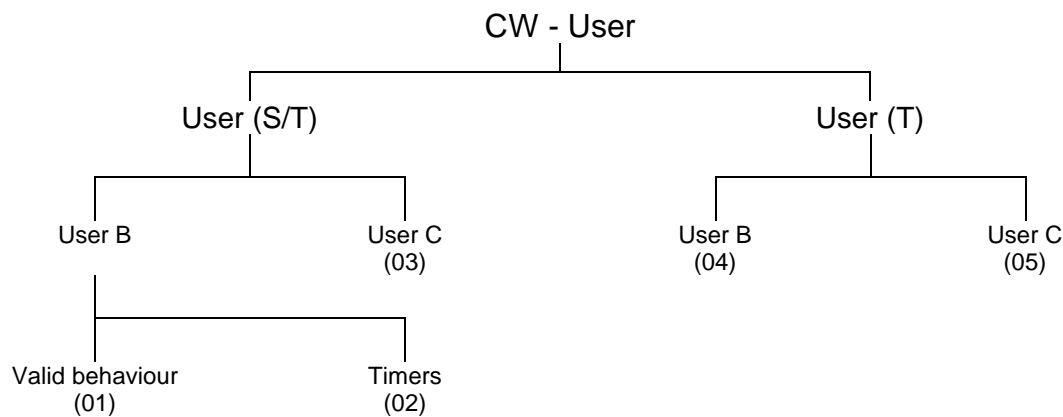 CW - User
User (S/T)
User (T)
User B
User C
(03)
User B
(04)
User C
(05)
Valid behaviour
(01)
Timers
(02)